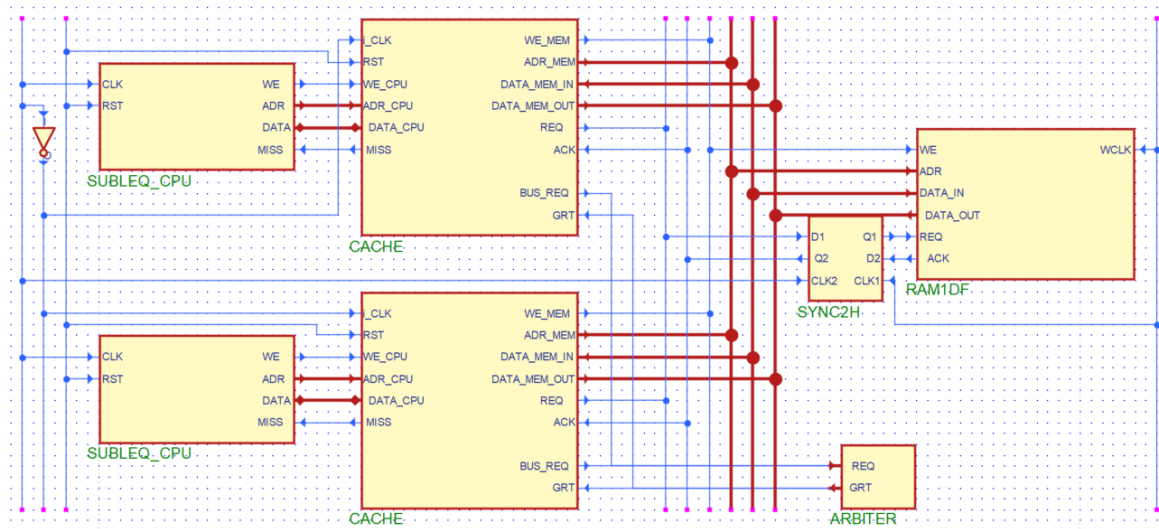 i_CLK WE_MEM
RST ADR_MEM
CLK WE WE_CPU DATA_MEM_IN
RST ADR ADR_CPU DATA_MEM_OUT
DATA DATA_CPU REQ
MISS MISS ACK WE WCLK
SUBLEQ_CPU ADR
BUS_REQ DATA_IN
GRT DATA_OUT
D1 Q1 REQ
CACHE
Q2 D2 ACK
CLK2 CLK1
RAM1DF
SYNC2H
i_CLK WE_MEM
RST ADR_MEM
CLK WE WE_CPU DATA_MEM_IN
RST ADR ADR_CPU DATA_MEM_OUT
DATA DATA_CPU REQ
MISS MISS ACK
SUBLEQ_CPU
BUS_REQ REQ
GRT GRT
CACHE ARBITER